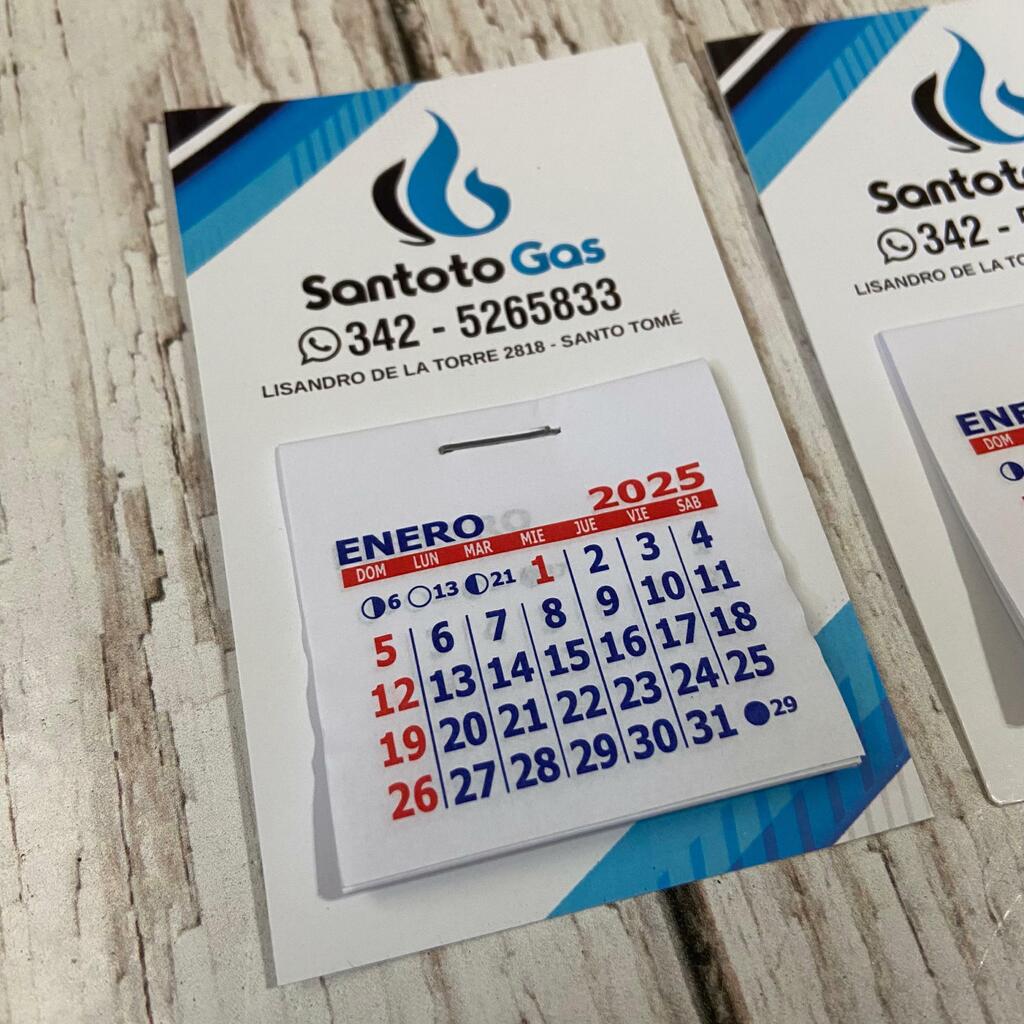 Santoto Gas
342 - 5265833
LISANDRO DE LA TORRE 2818 - SANTO TOMÉ
ENERO 2025
DOM LUN MAR MIE JUE VIE SAB
6 13 21 1 2 3 4
5 6 7 8 9 10 11
12 13 14 15 16 17 18
19 20 21 22 23 24 25
26 27 28 29 30 31 29
Santot
342 -
LISANDRO DE LA TO
ENE
DOM